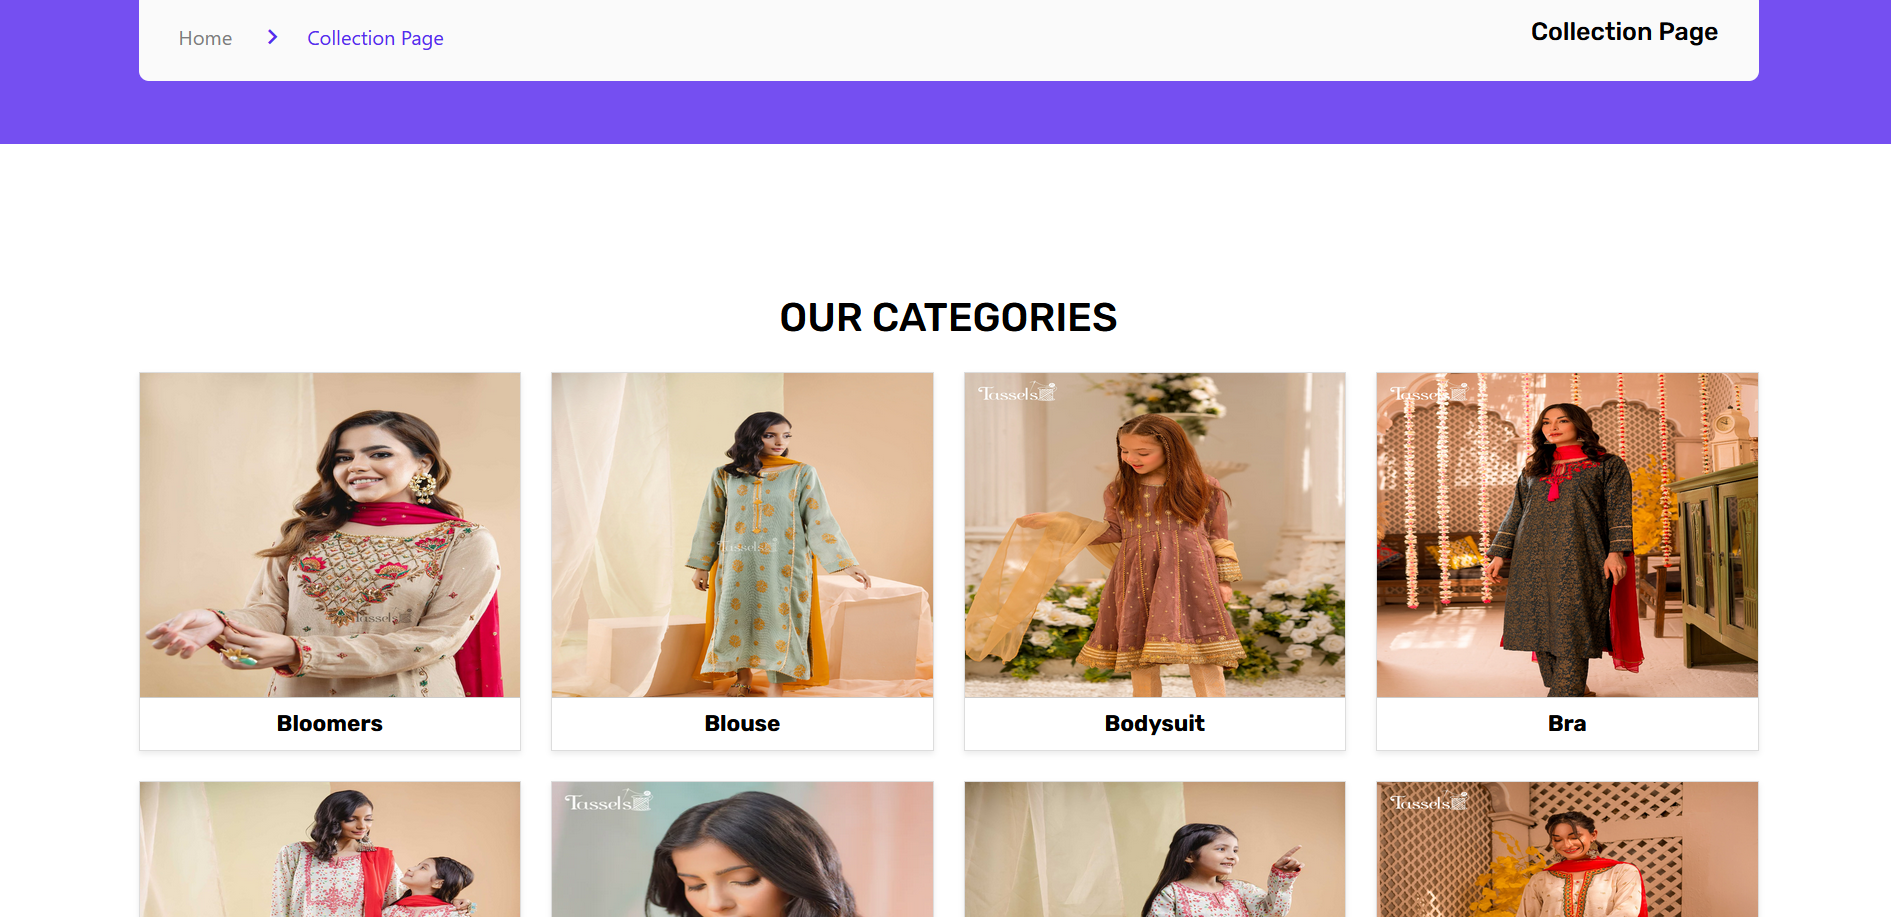 Home
Collection Page
Collection Page
OUR CATEGORIES
Tassels
Tassels
Tassels
Tassels
Bloomers
Blouse
Bodysuit
Bra
Tassels
Tassels